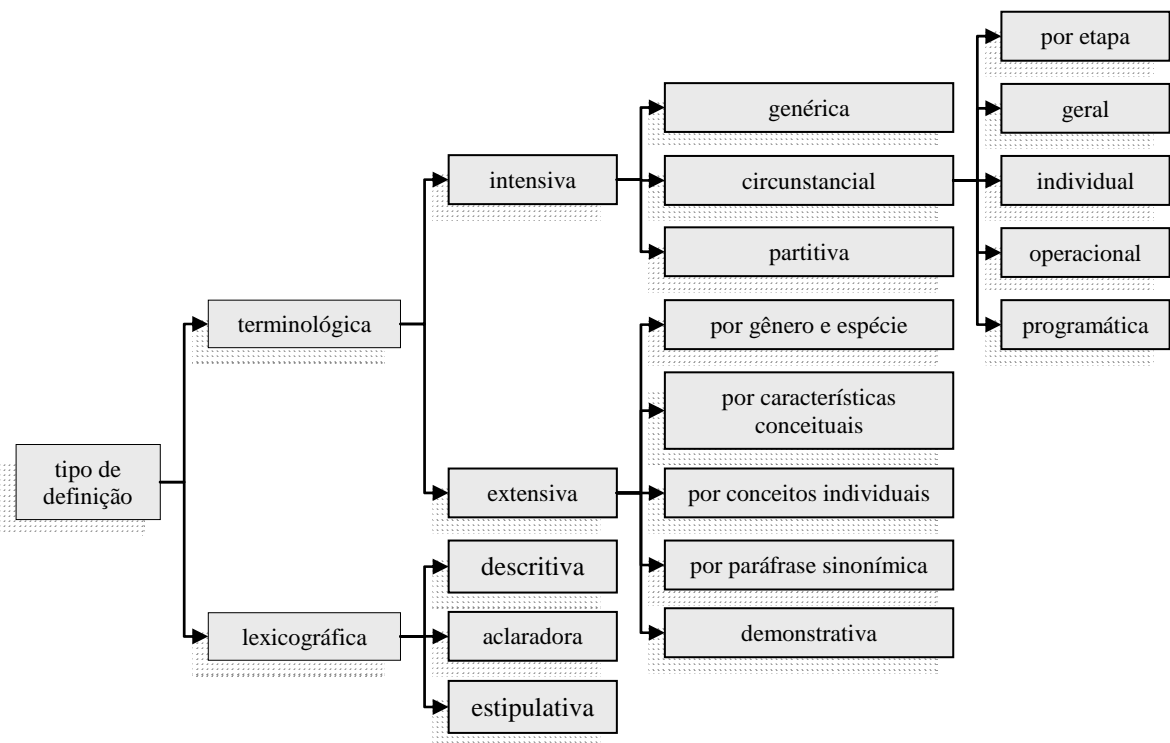 por etapa
genérica
geral
intensiva
circunstancial
individual
partitiva
operacional
terminológica
por gênero e espécie
programática
por características
conceituais
tipo de
definição
extensiva
por conceitos individuais
descritiva
por paráfrase sinonímica
lexicográfica
aclaradora
demonstrativa
estipulativa